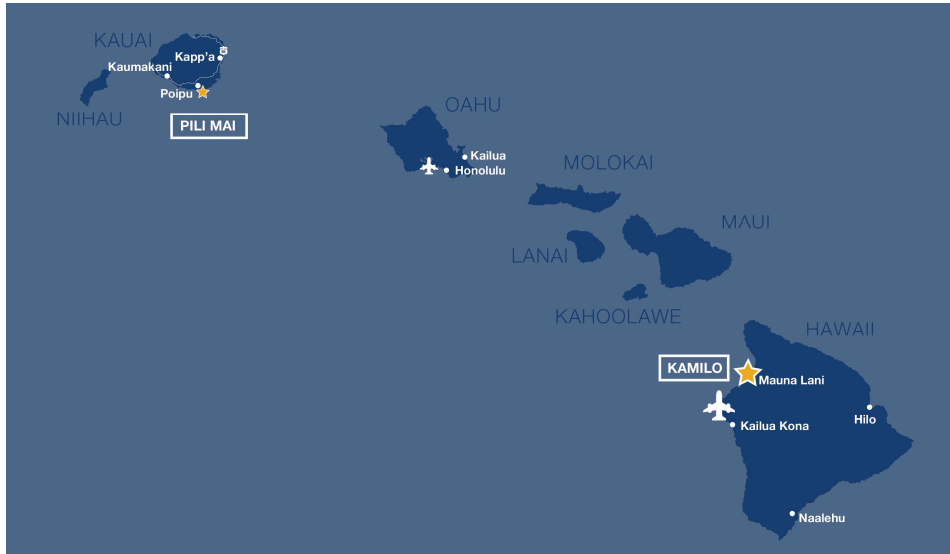 KAUAI
Kapp'a
Kaumakani
Poipu
NIIHAU
PILI MAI
OAHU
Kailua
Honolulu
MOLOKAI
MAUI
LANAI
KAHOOLAWE
HAWAII
KAMILO
Mauna Lani
Hilo
Kailua Kona
Naalehu